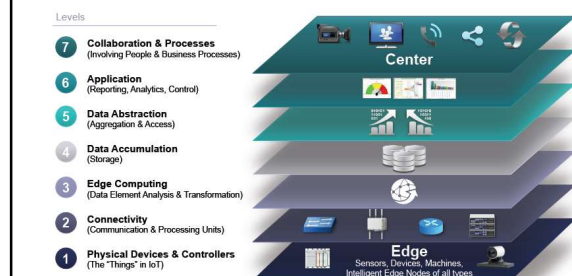 Levels
7 Collaboration & Processes
(Involving People & Business Processes)
6 Application
(Reporting, Analytics, Control)
5 Data Abstraction
(Aggregation & Access)
4 Data Accumulation
(Storage)
3 Edge Computing
(Data Element Analysis & Transformation)
2 Connectivity
(Communication & Processing Units)
1 Physical Devices & Controllers
(The "Things" in IoT)
Center
Edge
Sensors, Devices, Machines,
Intelligent Edge Nodes of all types